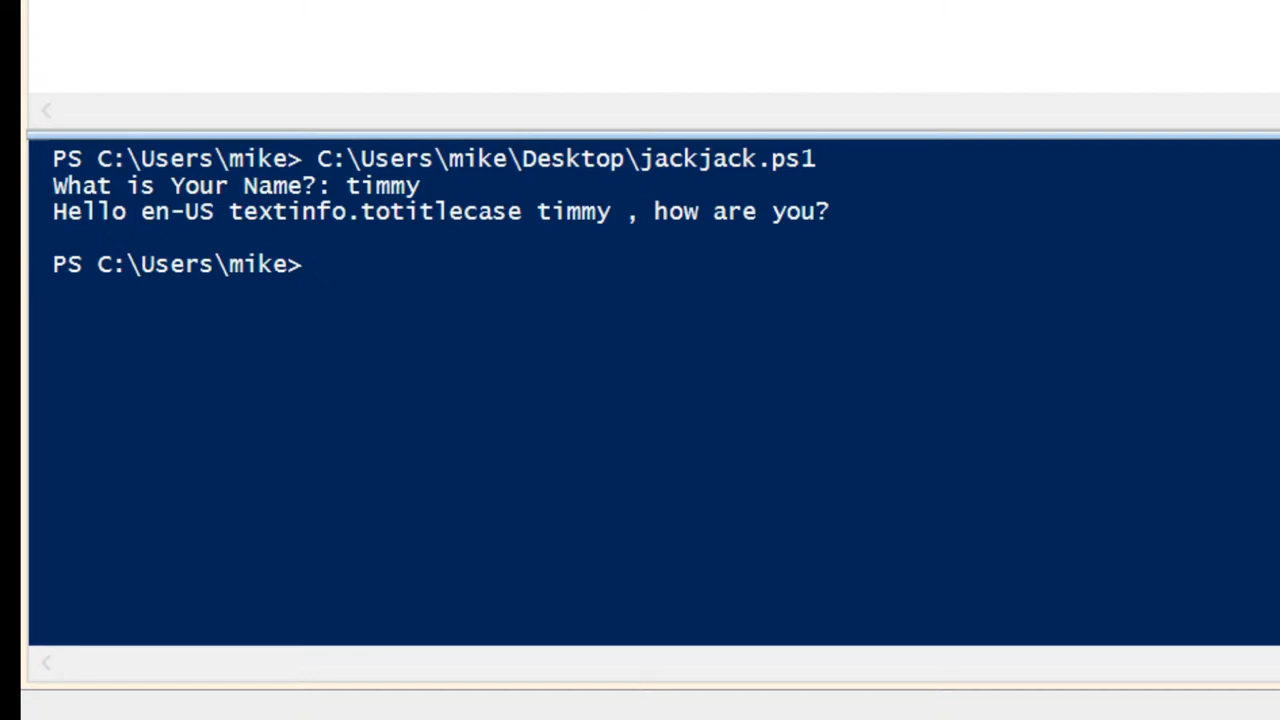 PS C:\Users\mike> C:\Users\mike\Desktop\jackjack.ps1
What is Your Name?: timmy
Hello en-US textinfo.totitlecase timmy , how are you?
PS C:\Users\mike>